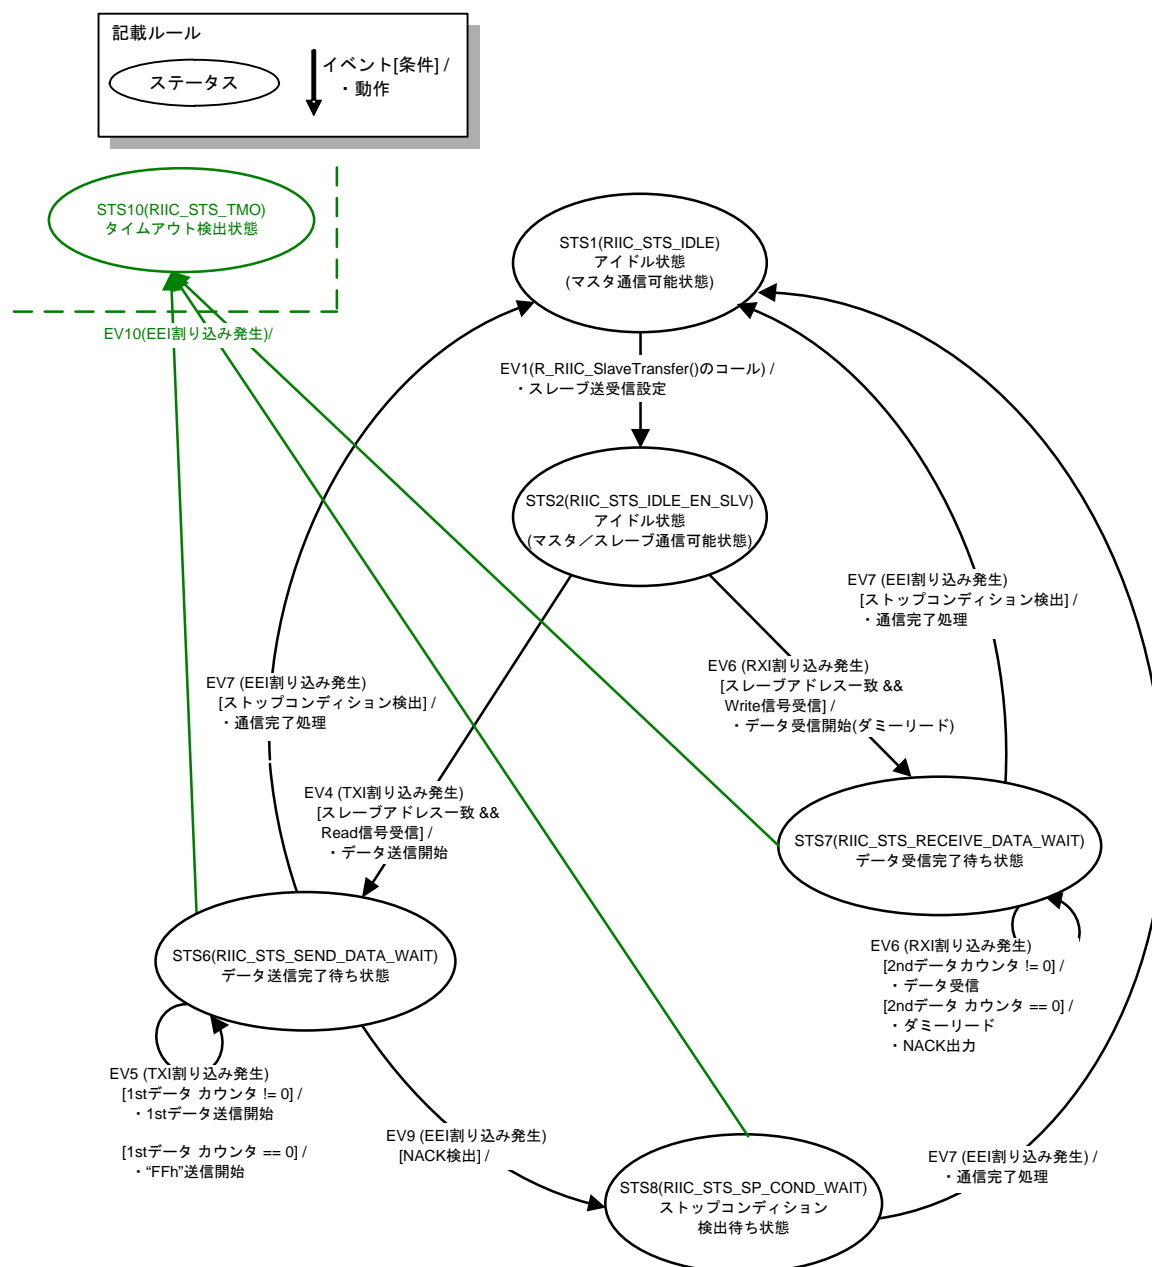 記載ルール
ステータス
イベント[条件] /
・動作
STS10(RIIC_STS_TMO)
タイムアウト検出状態
EV10(EEI割り込み発生)/
STS1(RIIC_STS_IDLE)
アイドル状態
(マスタ通信可能状態)
EV1(R_RIIC_SlaveTransfer()のコール) /
・スレーブ送受信設定
STS2(RIIC_STS_IDLE_EN_SLV)
アイドル状態
(マスタ／スレーブ通信可能状態)
EV7 (EEI割り込み発生)
[ストップコンディション検出] /
・通信完了処理
EV6 (RXI割り込み発生)
[スレーブアドレス一致 &&
Write信号受信] /
・データ受信開始(ダミーリード)
EV7 (EEI割り込み発生)
[ストップコンディション検出] /
・通信完了処理
EV4 (TXI割り込み発生)
[スレーブアドレス一致 &&
Read信号受信] /
・データ送信開始
STS7(RIIC_STS_RECEIVE_DATA_WAIT)
データ受信完了待ち状態
STS6(RIIC_STS_SEND_DATA_WAIT)
データ送信完了待ち状態
EV6 (RXI割り込み発生)
[2ndデータカウンタ != 0] /
・データ受信
[2ndデータ カウンタ == 0] /
・ダミーリード
・NACK出力
EV5 (TXI割り込み発生)
[1stデータ カウンタ != 0] /
・1stデータ送信開始
[1stデータ カウンタ == 0] /
・“FFh”送信開始
EV9 (EEI割り込み発生)
[NACK検出] /
EV7 (EEI割り込み発生) /
・通信完了処理
STS8(RIIC_STS_SP_COND_WAIT)
ストップコンディション
検出待ち状態